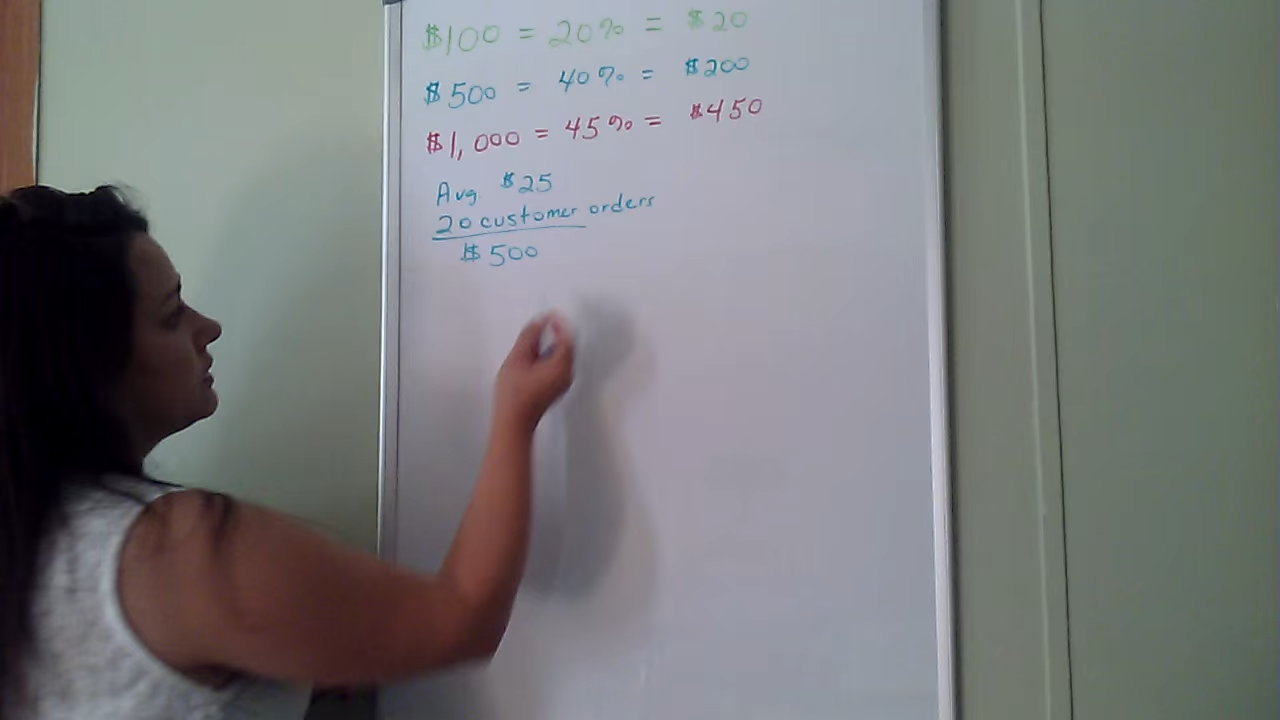 $100 = 20% = $20
$500 = 40% = $200
$1,000 = 45% = $450
Avg. $25
20 customer orders
$500